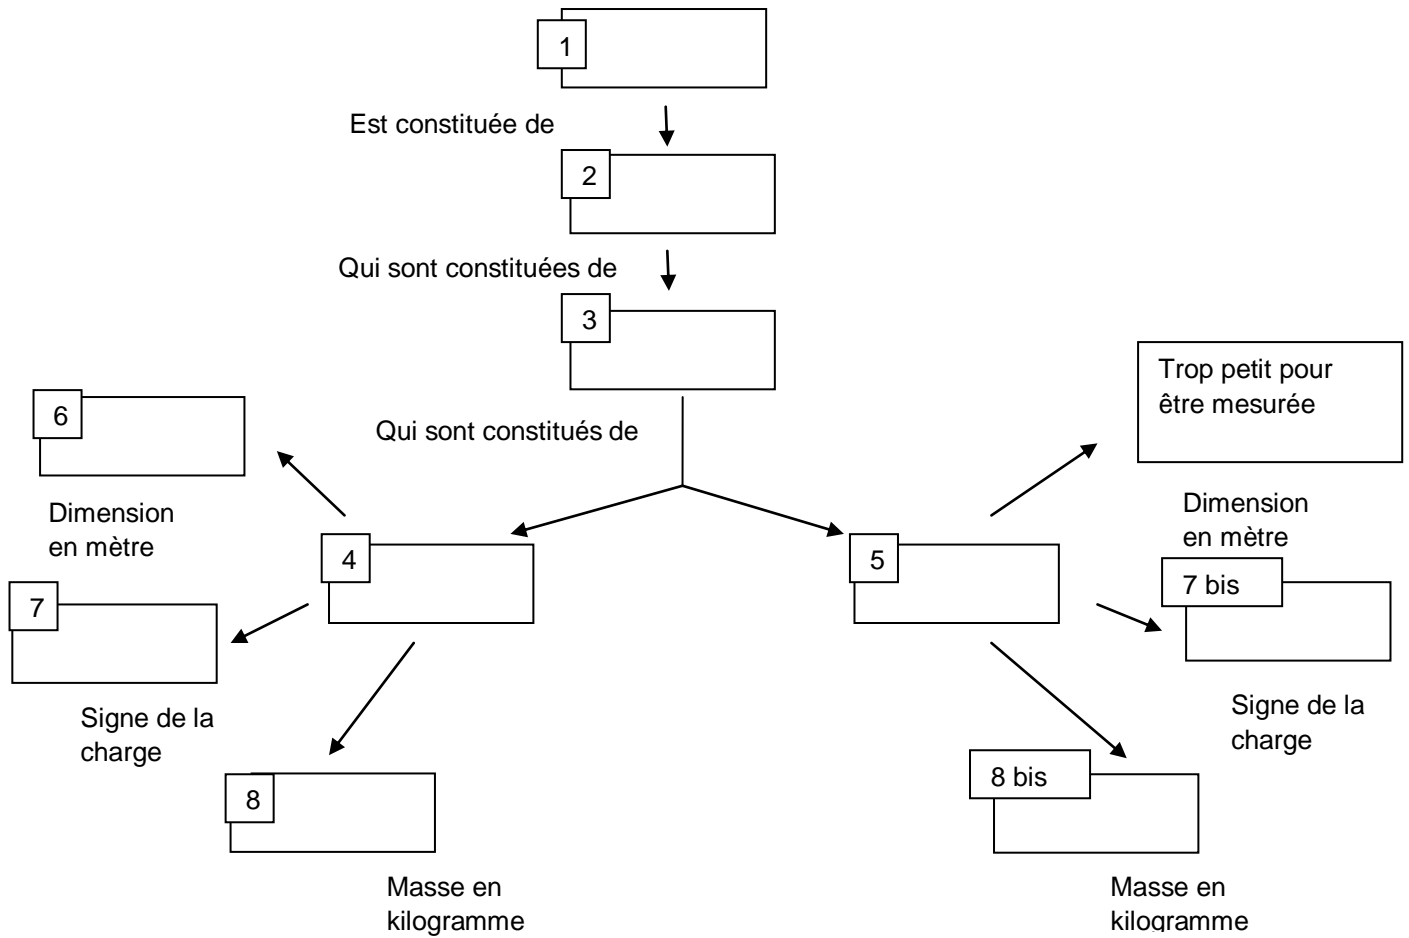 1
Est constituée de
2
Qui sont constituées de
3
Trop petit pour
être mesurée
6
Qui sont constitués de
Dimension
en mètre
Dimension
en mètre
4
5
7 bis
7
Signe de la
charge
Signe de la
charge
8
8 bis
Masse en
kilogramme
Masse en
kilogramme